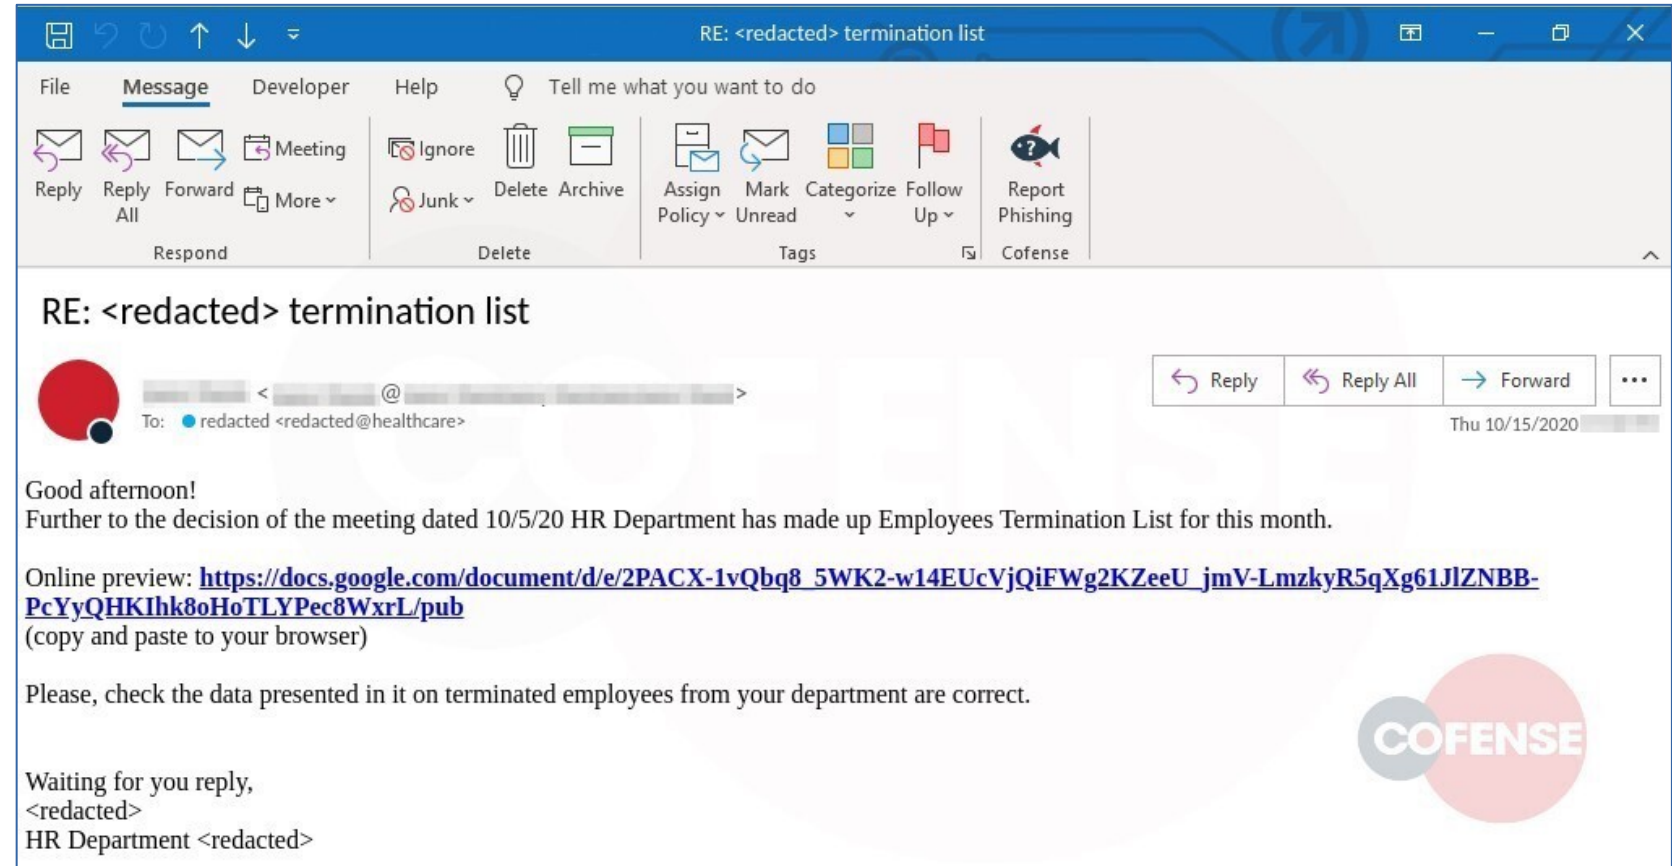 RE: <redacted> termination list
File Message Developer Help Tell me what you want to do
Reply
Reply All
Forward
Meeting
More
Ignore
Junk
Delete
Archive
Assign Policy
Mark Unread
Categorize
Follow Up
Report Phishing
Respond Delete Tags Cofense
RE: <redacted> termination list
< @ >
Reply Reply All Forward ...
To: redacted <redacted@healthcare>
Thu 10/15/2020
Good afternoon!
Further to the decision of the meeting dated 10/5/20 HR Department has made up Employees Termination List for this month.
Online preview: https://docs.google.com/document/d/e/2PACX-1vQbq8_5WK2-w14EUcVjQiFWg2KZeeU_jmV-LmzkyR5qXg61JlZNBB-
PcYyQHKIhk8oHoTLYPec8WxrL/pub
(copy and paste to your browser)
Please, check the data presented in it on terminated employees from your department are correct.
COFENSE
Waiting for you reply,
<redacted>
HR Department <redacted>